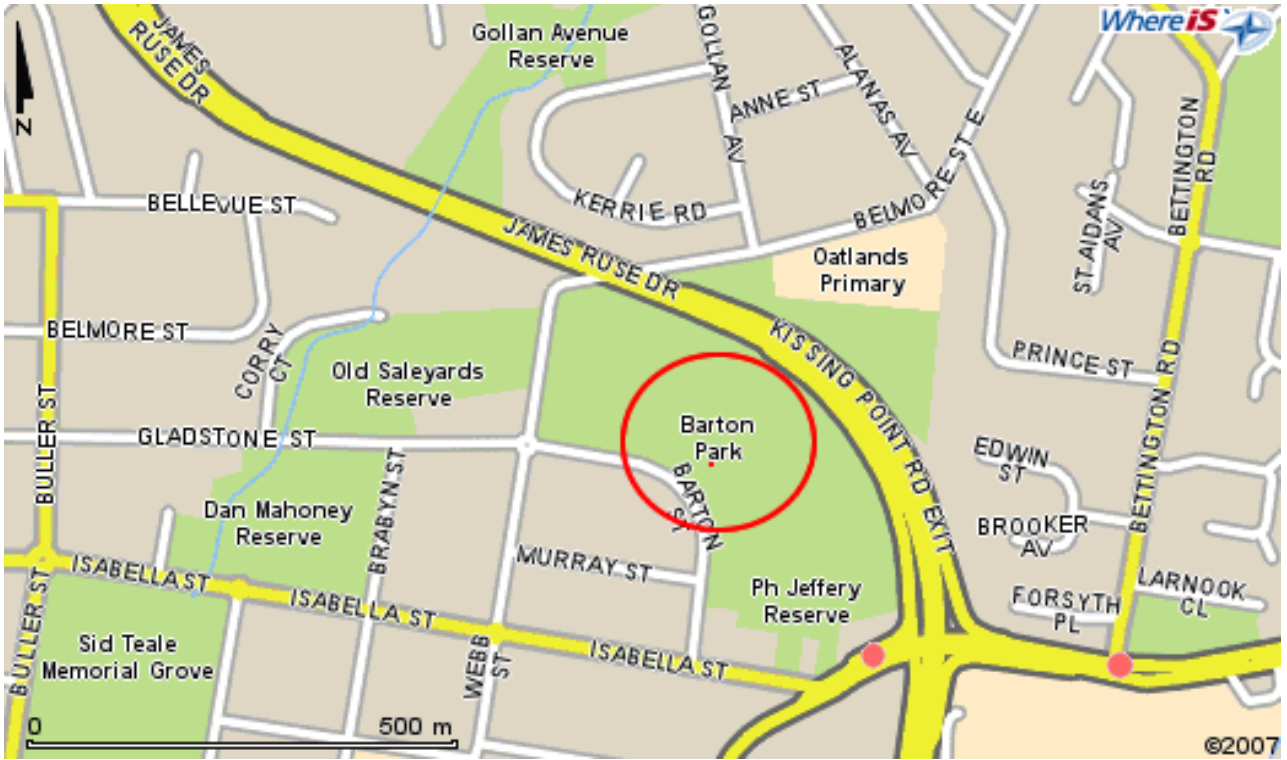 WhereiS
JAMES
RUSE DR
Gollan Avenue
Reserve
GOLLAN
AV
ALANAS AV
ANNE ST
BETTINGTON
RD
N
BELLEVUE ST
KERRIE RD
BELMORE ST E
ST AIDANS
AV
JAMES RUSE DR
Oatlands
Primary
BELMORE ST
CORRY
CT
KISSING POINT RD EXIT
PRINCE ST
BETTINGTON RD
Old Saleyards
Reserve
BULLER ST
GLADSTONE ST
Barton
Park
BARTON
ST
EDWIN
ST
BRABYN ST
Dan Mahoney
Reserve
BROOKER
AV
MURRAY ST
ISABELLA ST
ISABELLA ST
Ph Jeffery
Reserve
LARNOOK
CL
FORSYTH
PL
BULLER ST
Sid Teale
Memorial Grove
WEBB
ST
ISABELLA ST
0
500 m
©2007